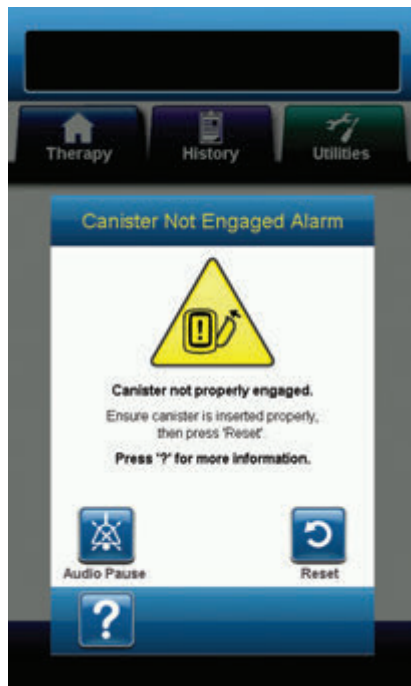 Therapy History Utilities
Canister Not Engaged Alarm
!
Canister not properly engaged.
Ensure canister is inserted properly,
then press 'Reset'.
Press '?' for more information.
Audio Pause Reset
?